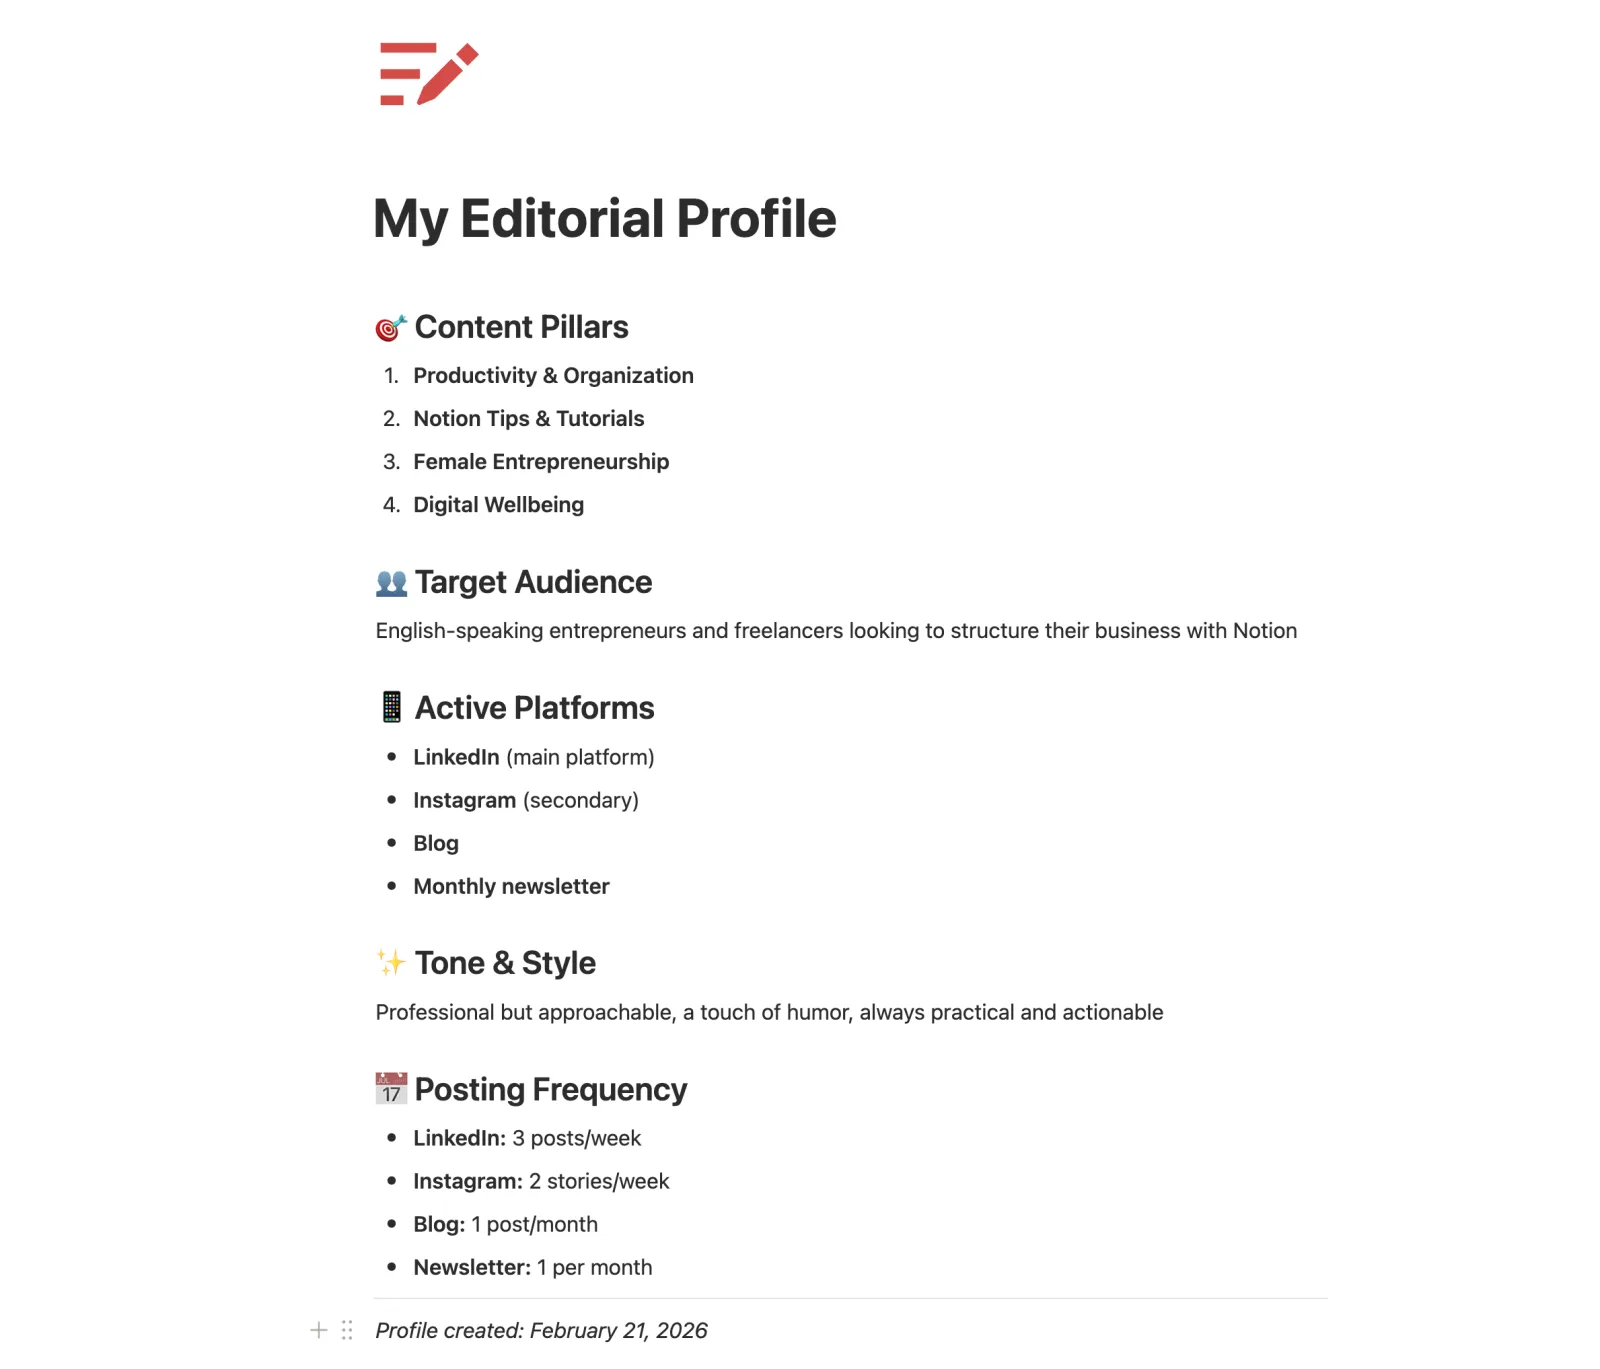 My Editorial Profile
🎯 Content Pillars
1. Productivity & Organization
2. Notion Tips & Tutorials
3. Female Entrepreneurship
4. Digital Wellbeing
👥 Target Audience
English-speaking entrepreneurs and freelancers looking to structure their business with Notion
📱 Active Platforms
• LinkedIn (main platform)
• Instagram (secondary)
• Blog
• Monthly newsletter
✨ Tone & Style
Professional but approachable, a touch of humor, always practical and actionable
📅 Posting Frequency
• LinkedIn: 3 posts/week
• Instagram: 2 stories/week
• Blog: 1 post/month
• Newsletter: 1 per month
Profile created: February 21, 2026